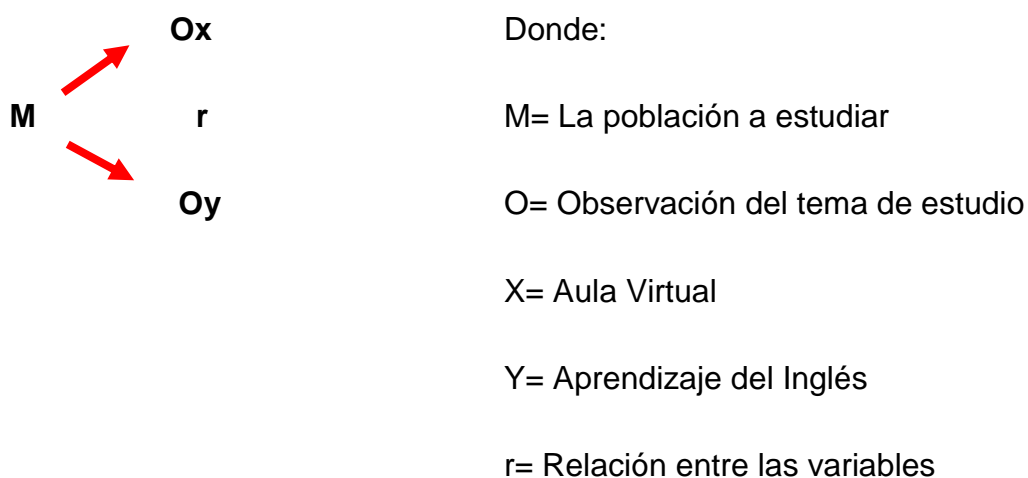 Ox Donde:
M r M= La población a estudiar
Oy O= Observación del tema de estudio
X= Aula Virtual
Y= Aprendizaje del Inglés
r= Relación entre las variables